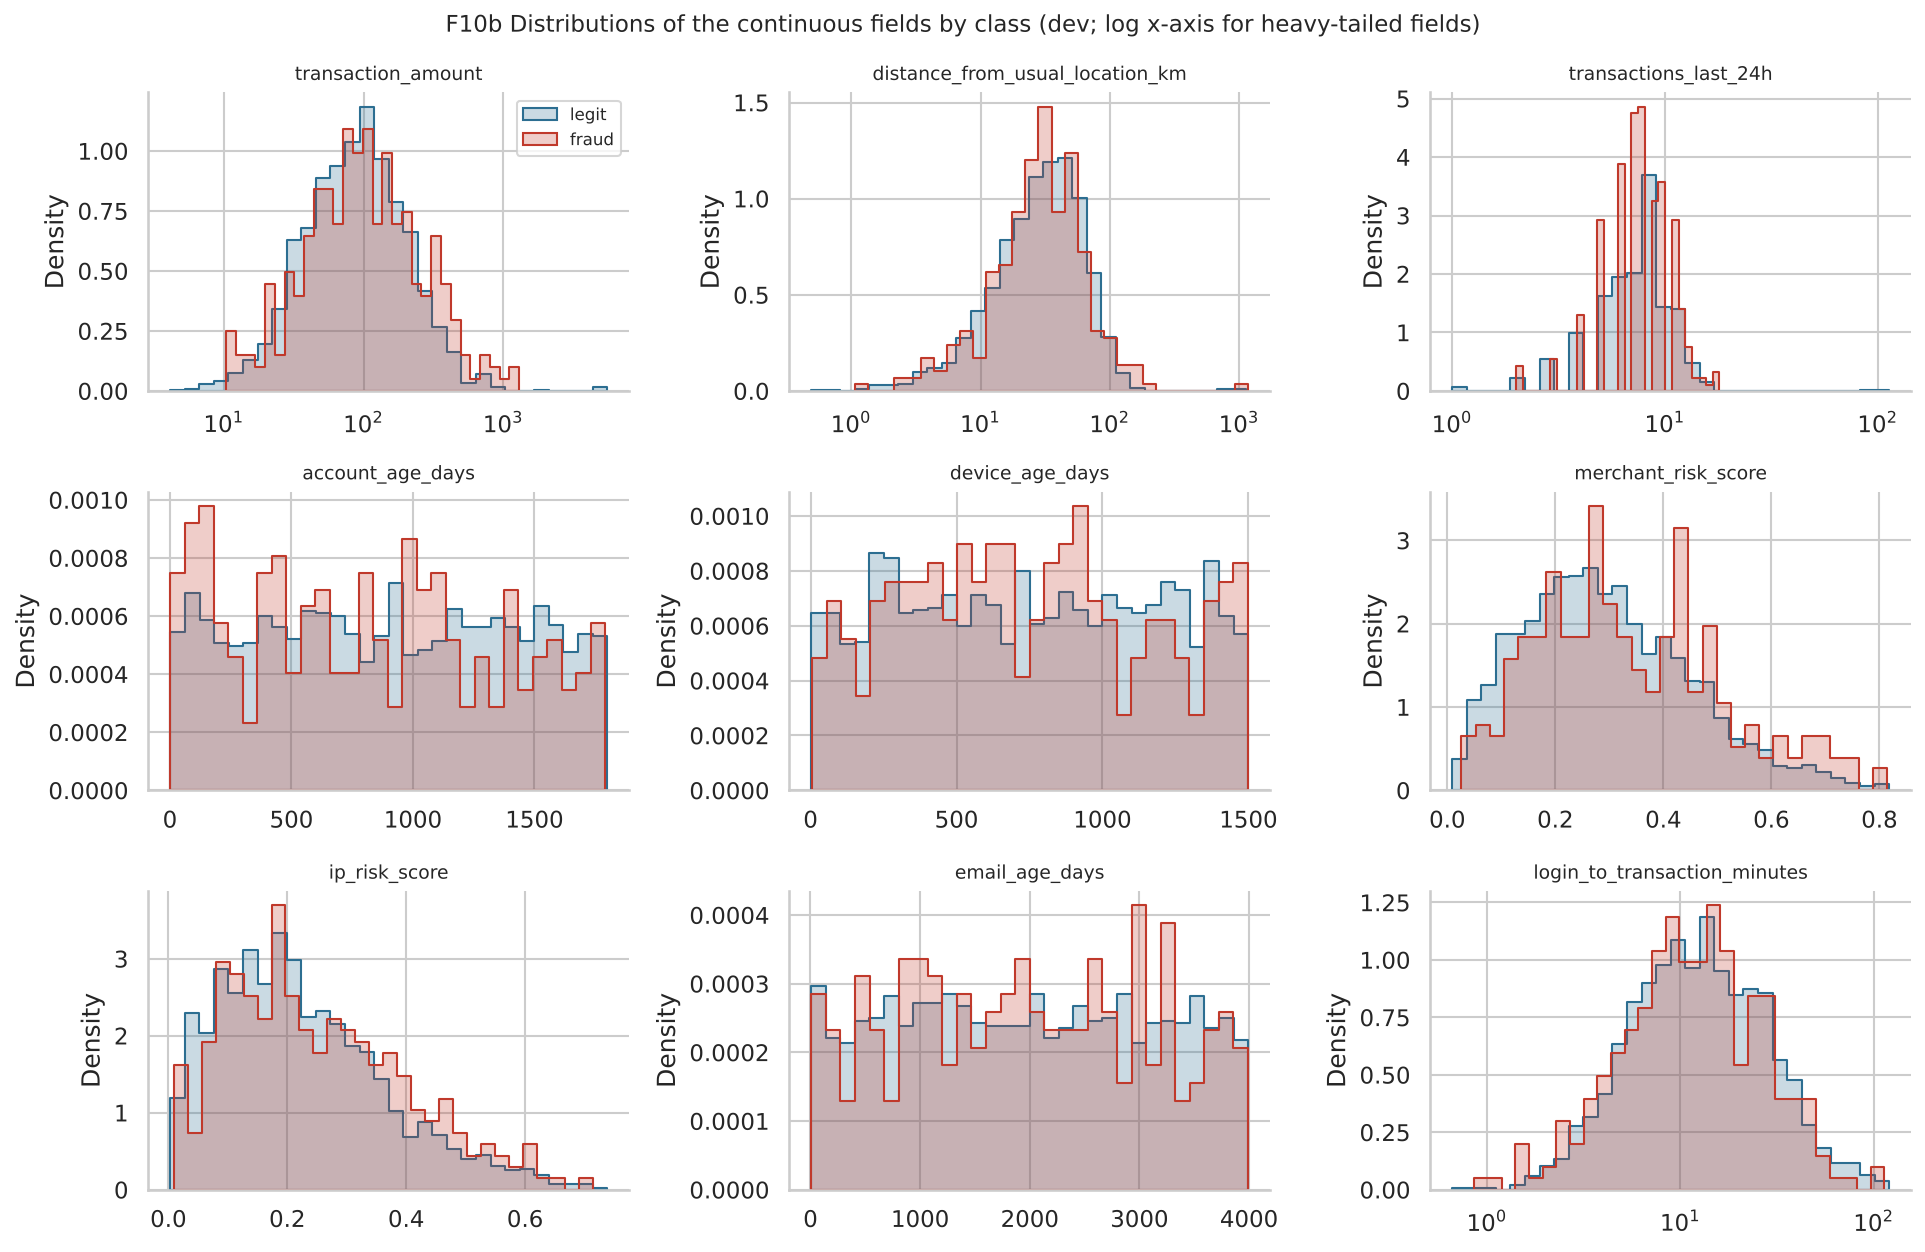 F10b Distributions of the continuous fields by class (dev; log x-axis for heavy-tailed fields)
transaction_amount
legit
fraud
Density
1.00
0.75
0.50
0.25
0.00
10¹ 10² 10³
distance_from_usual_location_km
Density
1.5
1.0
0.5
0.0
10⁰ 10¹ 10² 10³
transactions_last_24h
Density
5
4
3
2
1
0
10⁰ 10¹ 10²
account_age_days
Density
0.0010
0.0008
0.0006
0.0004
0.0002
0.0000
0 500 1000 1500
device_age_days
Density
0.0010
0.0008
0.0006
0.0004
0.0002
0.0000
0 500 1000 1500
merchant_risk_score
Density
3
2
1
0
0.0 0.2 0.4 0.6 0.8
ip_risk_score
Density
3
2
1
0
0.0 0.2 0.4 0.6
email_age_days
Density
0.0004
0.0003
0.0002
0.0001
0.0000
0 1000 2000 3000 4000
login_to_transaction_minutes
Density
1.25
1.00
0.75
0.50
0.25
0.00
10⁰ 10¹ 10²